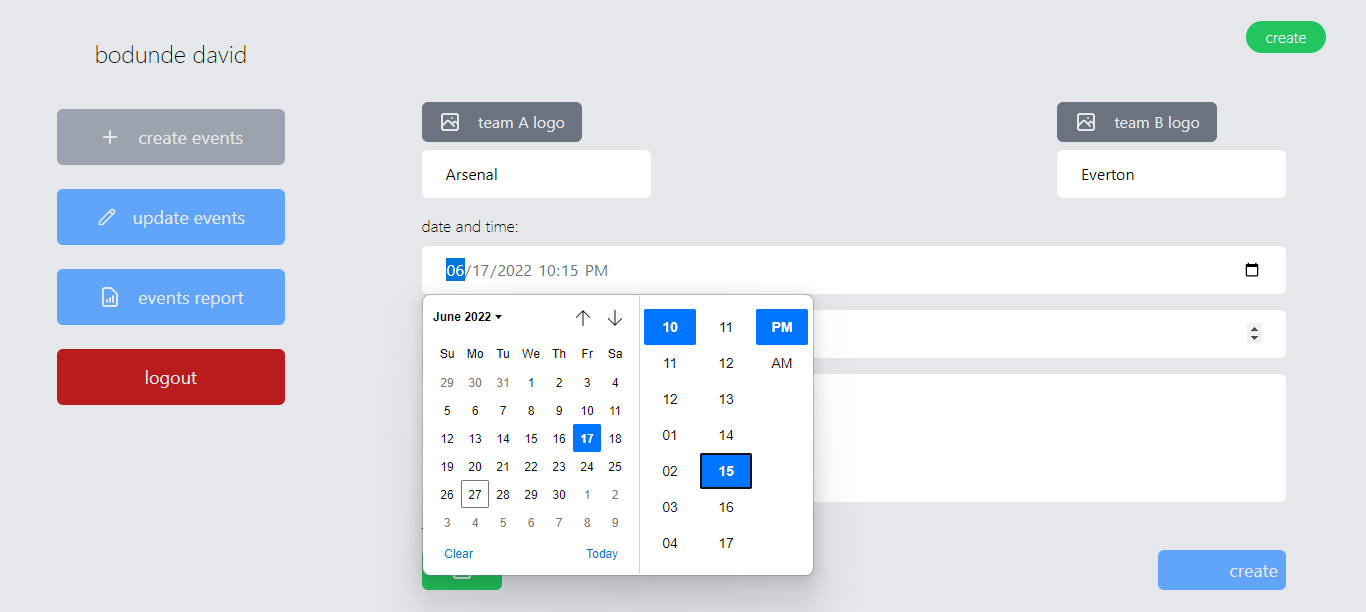 create
bodunde david
create events
update events
events report
logout
team A logo
team B logo
Arsenal
Everton
date and time:
06/17/2022 10:15 PM
June 2022
Su Mo Tu We Th Fr Sa
29 30 31 1 2 3 4
5 6 7 8 9 10 11
12 13 14 15 16 17 18
19 20 21 22 23 24 25
26 27 28 29 30 1 2
3 4 5 6 7 8 9
Clear Today
10 11 PM
11 12 AM
12 13
01 14
02 15
03 16
04 17
create